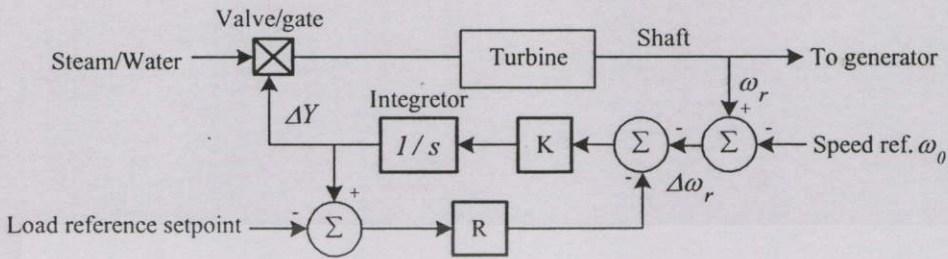 Valve/gate
Steam/Water
Turbine
Shaft
To generator
ω_r
ΔY
Integretor
1/s
K
Σ
Σ
+
-
-
-
Speed ref. ω_0
Δω_r
Load reference setpoint
-
+
Σ
R